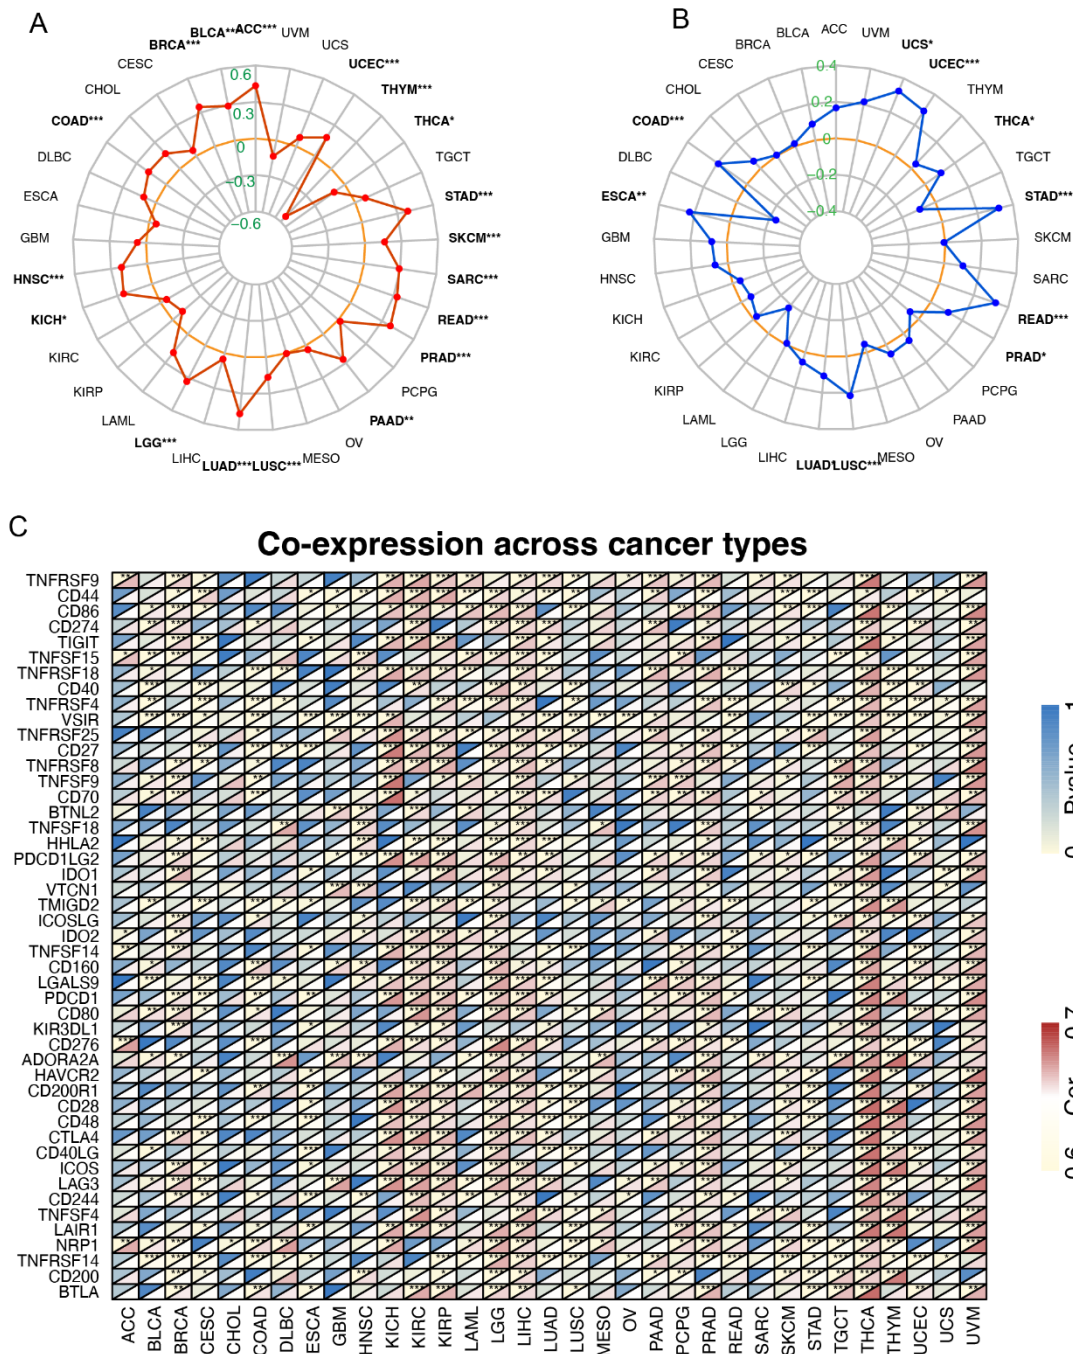 A
BLCA** ACC*** UVM
BRCA*** UCS
CESC UCEC***
CHOL THYM***
COAD*** THCA*
DLBC TGCT
ESCA STAD***
GBM SKCM***
HNSC*** SARC***
KICH* READ***
KIRC PRAD***
KIRP PCPG
LAML PAAD**
LGG*** OV
LIHC LUAD*** LUSC*** MESO
0.6
0.3
0
−0.3
−0.6
B
BLCA ACC UVM
BRCA UCS*
CESC UCEC***
CHOL THYM
COAD*** THCA*
DLBC TGCT
ESCA** STAD***
GBM SKCM
HNSC SARC
KICH READ***
KIRC PRAD*
KIRP PCPG
LAML PAAD
LGG OV
LIHC LUAD* LUSC*** MESO
0.4
0.2
0
−0.2
−0.4
C
Co-expression across cancer types
TNFRSF9
CD44
CD86
CD274
TIGIT
TNFSF15
TNFRSF18
CD40
TNFRSF4
VSIR
TNFRSF25
CD27
TNFRSF8
TNFSF9
CD70
BTNL2
TNFSF18
HHLA2
PDCD1LG2
IDO1
VTCN1
TMIGD2
ICOSLG
IDO2
TNFSF14
CD160
LGALS9
PDCD1
CD80
KIR3DL1
CD276
ADORA2A
HAVCR2
CD200R1
CD28
CD48
CTLA4
CD40LG
ICOS
LAG3
CD244
TNFSF4
LAIR1
NRP1
TNFRSF14
CD200
BTLA
ACC BLCA BRCA CESC CHOL COAD DLBC ESCA GBM HNSC KICH KIRC KIRP LAML LGG LIHC LUAD LUSC MESO OV PAAD PCPG PRAD READ SARC SKCM STAD TGCT THCA THYM UCEC UCS UVM
0 Pvalue 1
0.6 Cor 0.7